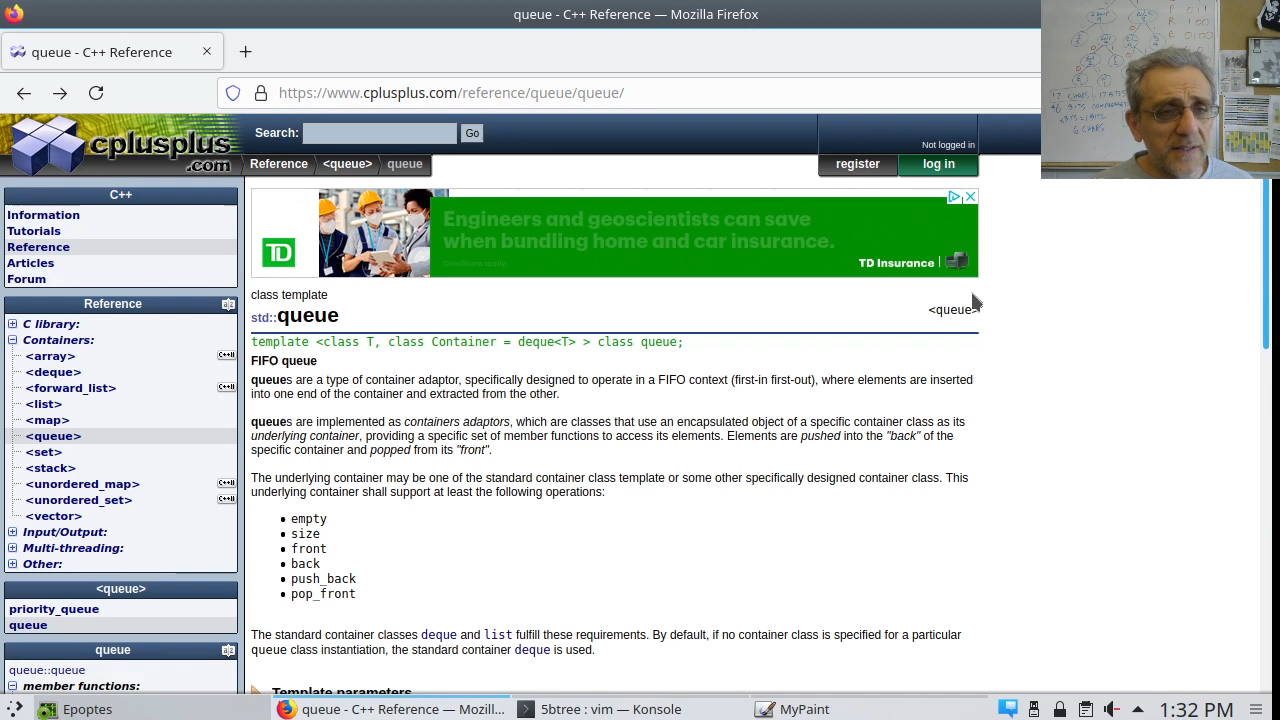 queue - C++ Reference — Mozilla Firefox
queue - C++ Reference
https://www.cplusplus.com/reference/queue/queue/
cplusplus
.com
Search:
Go
Not logged in
Reference
<queue>
queue
register
log in
C++
Information
Tutorials
Reference
Articles
Forum
Reference
C library:
Containers:
<array>
<deque>
<forward_list>
<list>
<map>
<queue>
<set>
<stack>
<unordered_map>
<unordered_set>
<vector>
Input/Output:
Multi-threading:
Other:
<queue>
priority_queue
queue
queue
queue::queue
member functions:
TD
Engineers and geoscientists can save
when bundling home and car insurance.
Conditions apply.
TD Insurance
class template
std::queue
<queue>
template <class T, class Container = deque<T> > class queue;
FIFO queue
queues are a type of container adaptor, specifically designed to operate in a FIFO context (first-in first-out), where elements are inserted
into one end of the container and extracted from the other.
queues are implemented as containers adaptors, which are classes that use an encapsulated object of a specific container class as its
underlying container, providing a specific set of member functions to access its elements. Elements are pushed into the "back" of the
specific container and popped from its "front".
The underlying container may be one of the standard container class template or some other specifically designed container class. This
underlying container shall support at least the following operations:
empty
size
front
back
push_back
pop_front
The standard container classes deque and list fulfill these requirements. By default, if no container class is specified for a particular
queue class instantiation, the standard container deque is used.
Template parameters
Epoptes
queue - C++ Reference — Mozill...
5btree : vim — Konsole
MyPaint
1:32 PM